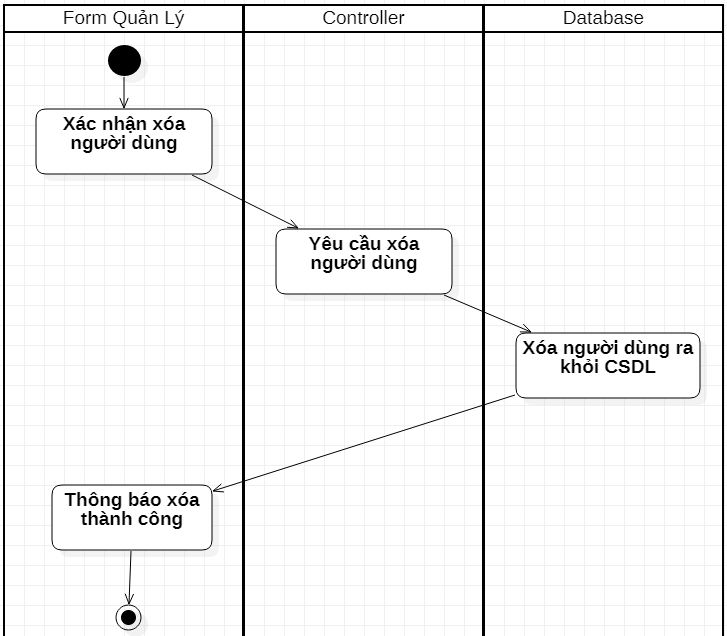 Form Quản Lý
Controller
Database
Xác nhận xóa
người dùng
Yêu cầu xóa
người dùng
Xóa người dùng ra
khỏi CSDL
Thông báo xóa
thành công